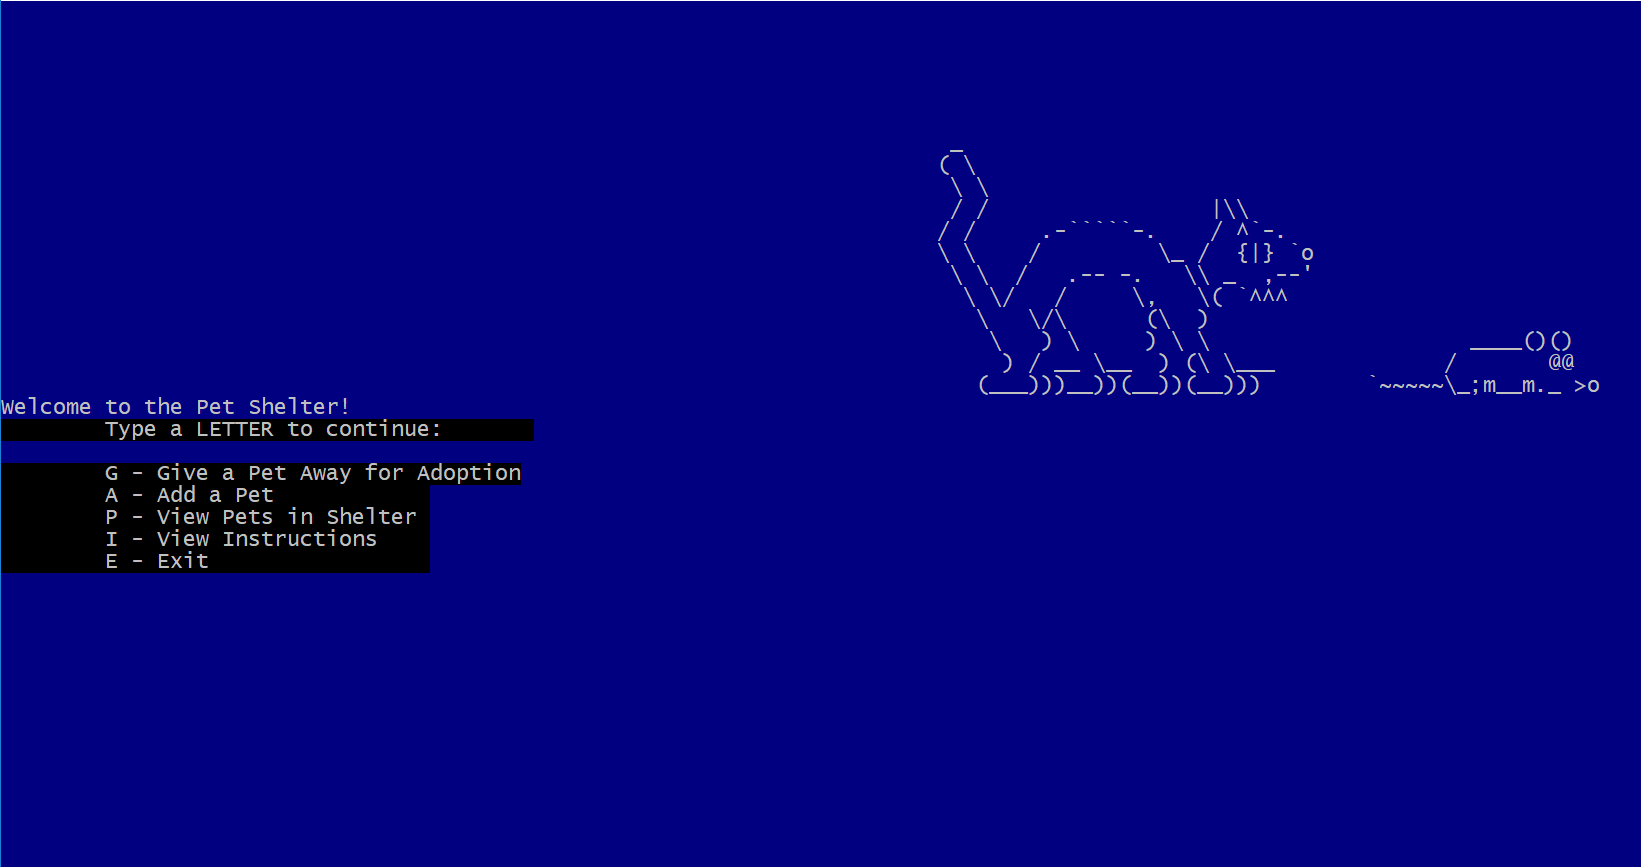 Welcome to the Pet Shelter!
Type a LETTER to continue:
G - Give a Pet Away for Adoption
A - Add a Pet
P - View Pets in Shelter
I - View Instructions
E - Exit